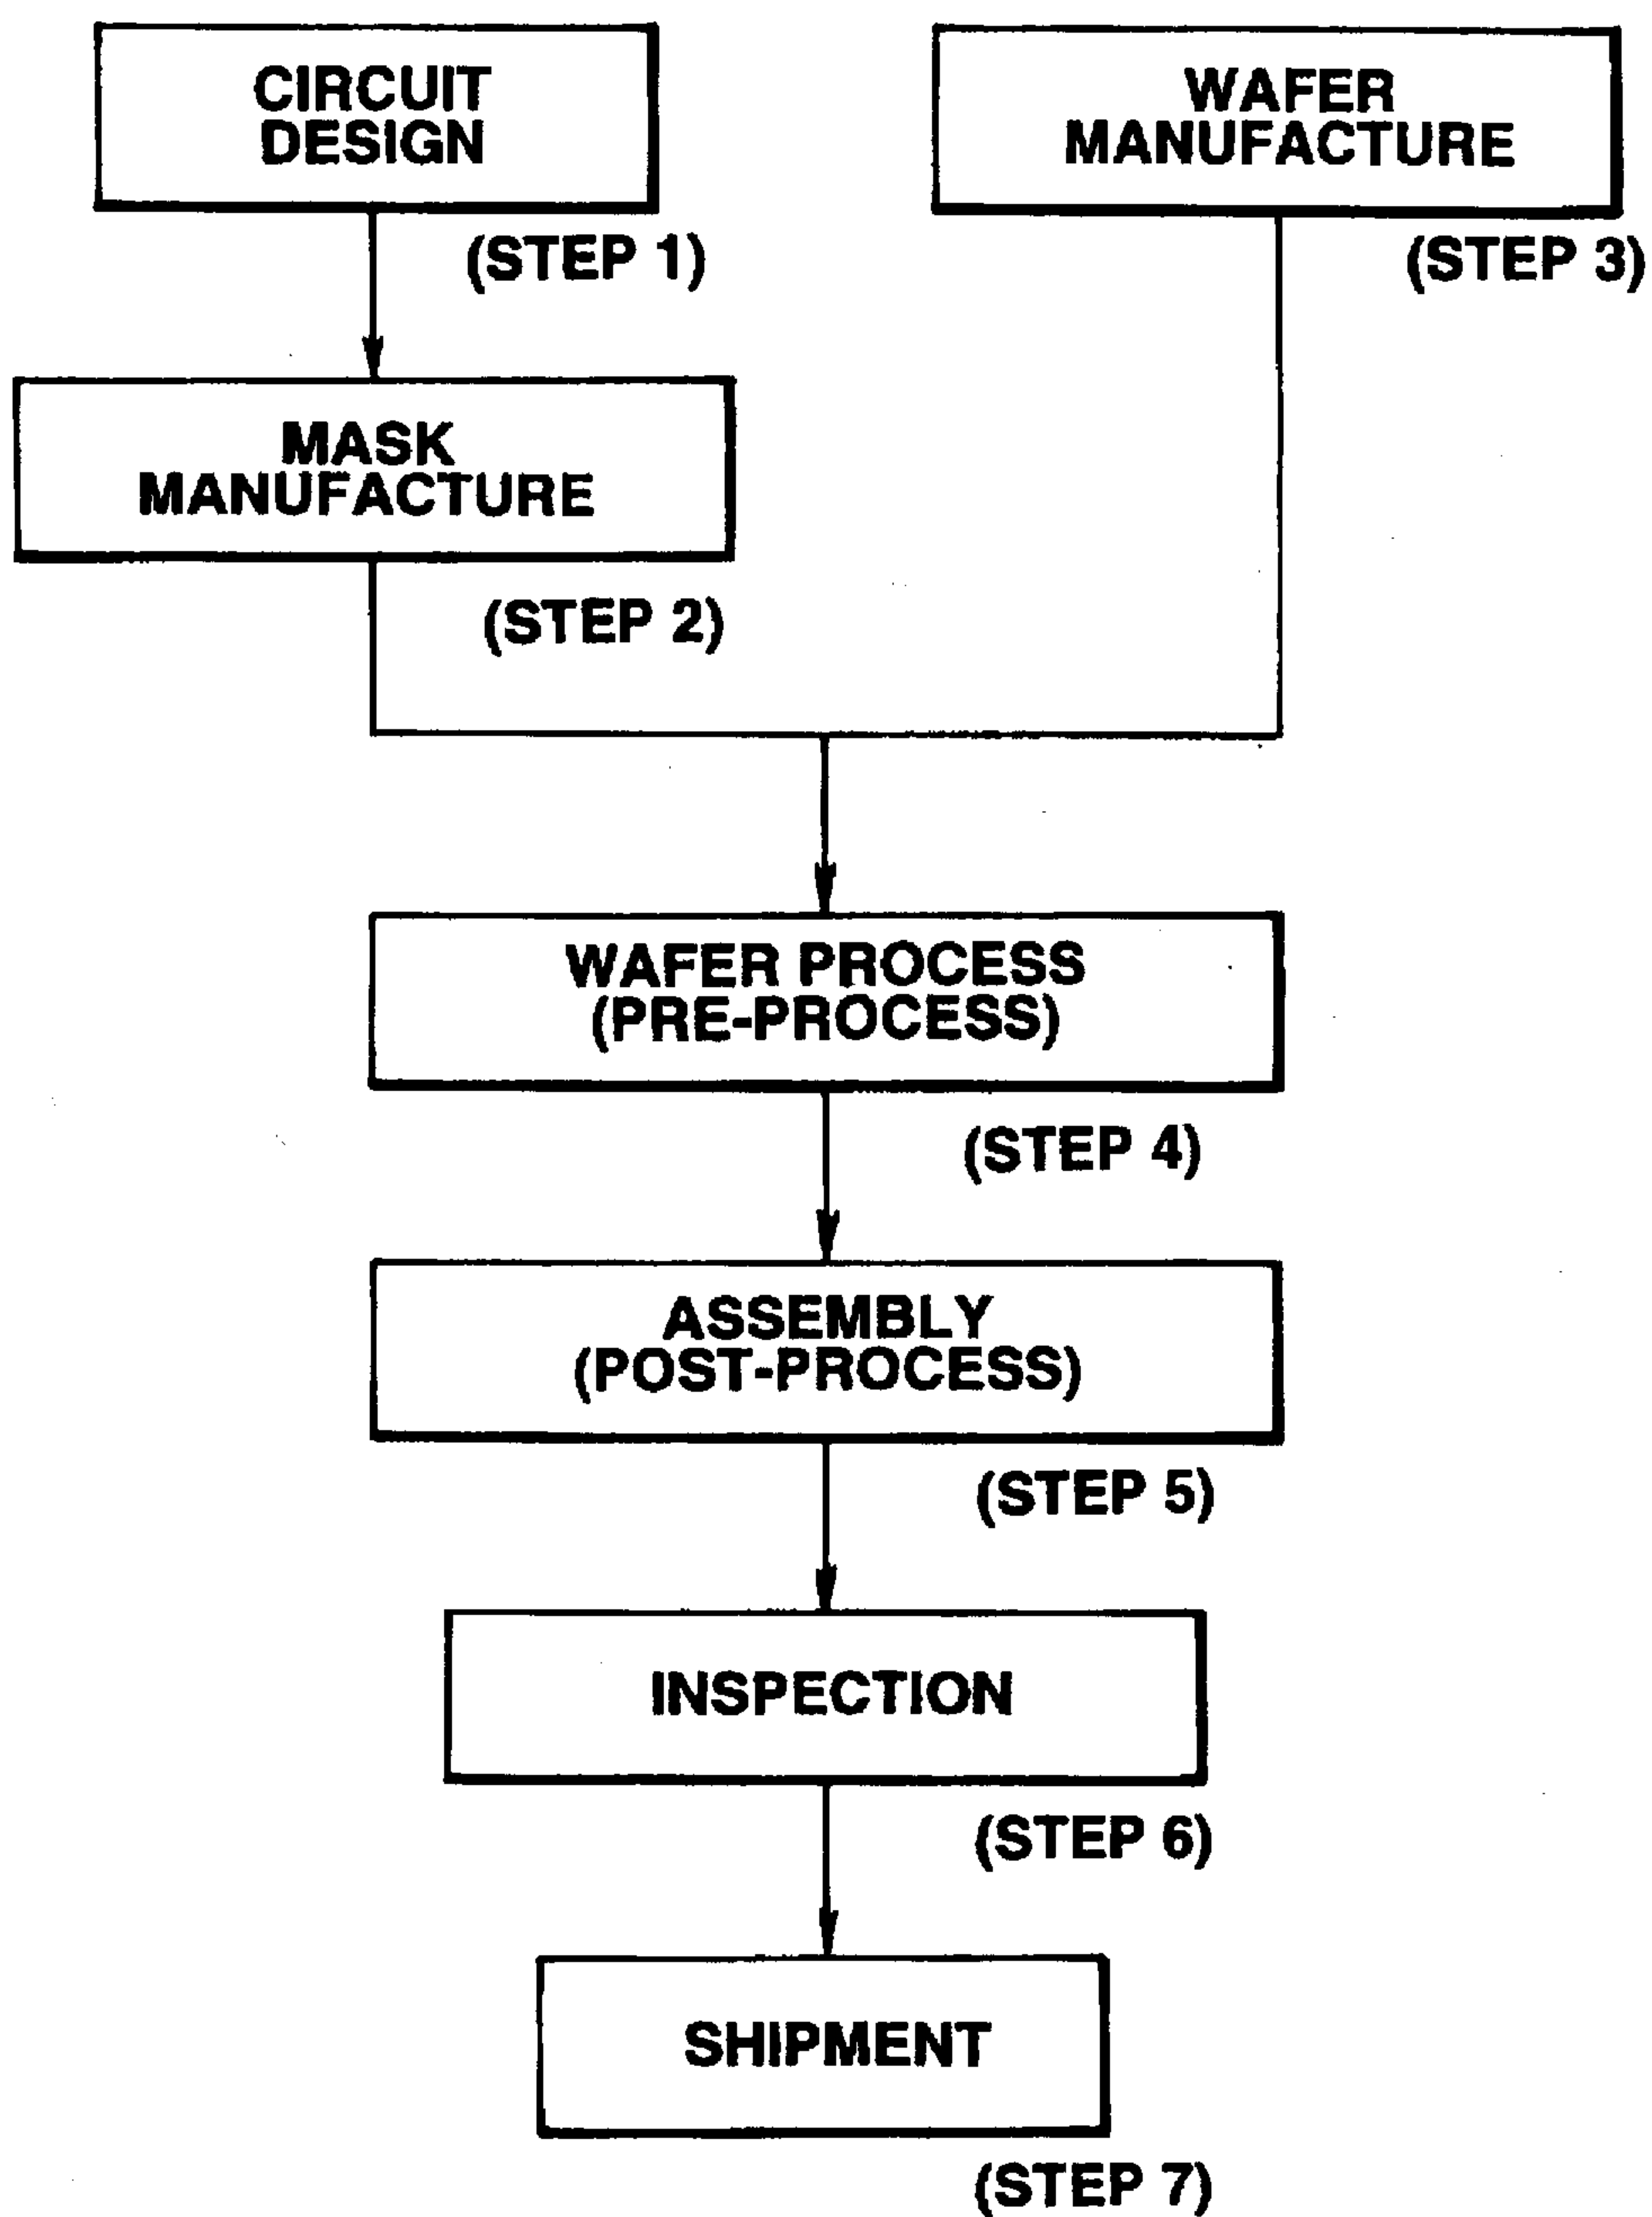 CIRCUIT
DESIGN
(STEP 1)
WAFER
MANUFACTURE
(STEP 3)
MASK
MANUFACTURE
(STEP 2)
WAFER PROCESS
(PRE-PROCESS)
(STEP 4)
ASSEMBLY
(POST-PROCESS)
(STEP 5)
INSPECTION
(STEP 6)
SHIPMENT
(STEP 7)